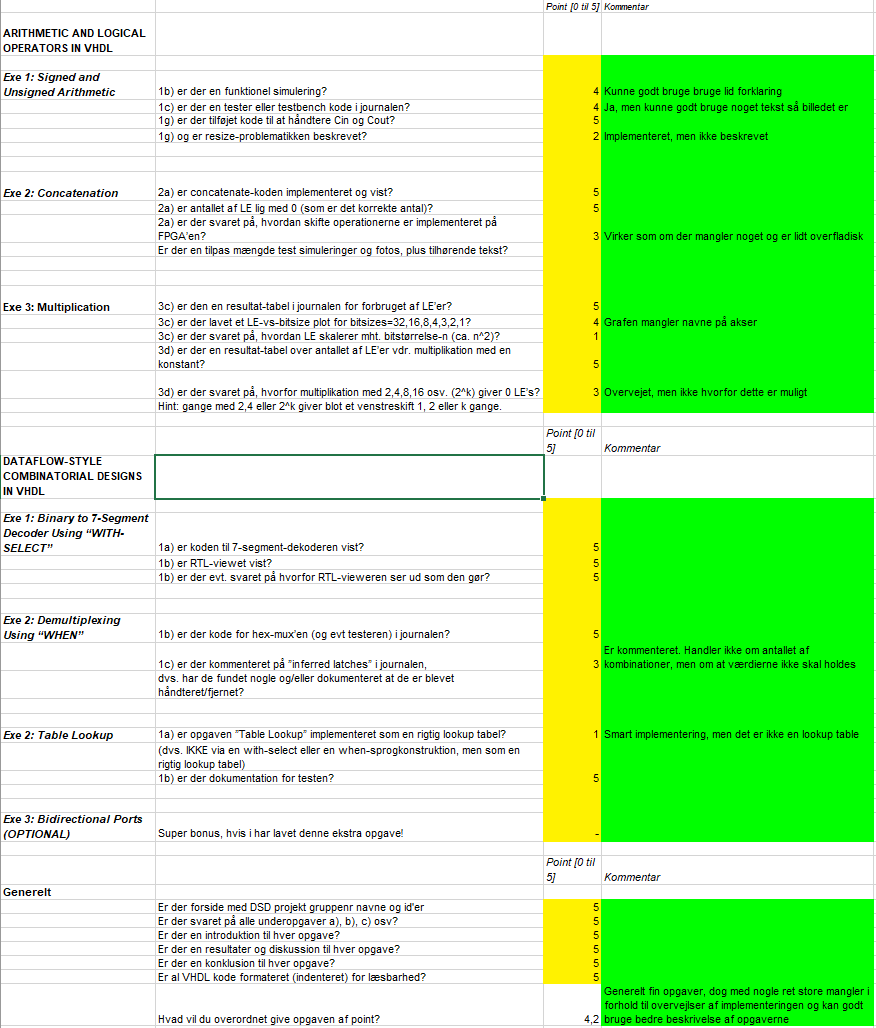 Point [0 til 5] Kommentar
ARITHMETIC AND LOGICAL
OPERATORS IN VHDL
Exe 1: Signed and
Unsigned Arithmetic 1b) er der en funktionel simulering? 4 Kunne godt bruge bruge lid forklaring
1c) er der en tester eller testbench kode i journalen? 4 Ja, men kunne godt bruge noget tekst så billedet er
1g) er der tilføjet kode til at håndtere Cin og Cout? 5
1g) og er resize-problematikken beskrevet? 2 Implementeret, men ikke beskrevet
Exe 2: Concatenation 2a) er concatenate-koden implementeret og vist? 5
2a) er antallet af LE lig med 0 (som er det korrekte antal)? 5
2a) er der svaret på, hvordan skifte operationerne er implementeret på
FPGA'en? 3 Virker som om der mangler noget og er lidt overfladisk
Er der en tilpas mængde test simuleringer og fotos, plus tilhørende tekst?
Exe 3: Multiplication 3c) er den en resultat-tabel i journalen for forbruget af LE'er? 5
3c) er der lavet et LE-vs-bitsize plot for bitsizes=32,16,8,4,3,2,1? 4 Grafen mangler navne på akser
3c) er der svaret på, hvordan LE skalerer mht. bitstørrelse-n (ca. n^2)? 1
3d) er der en resultat-tabel over antallet af LE'er vdr. multiplikation med en
konstant? 5
3d) er der svaret på, hvorfor multiplikation med 2,4,8,16 osv. (2^k) giver 0 LE's? 3 Overvejet, men ikke hvorfor dette er muligt
Hint: gange med 2,4 eller 2^k giver blot et venstreskift 1, 2 eller k gange.
Point [0 til
5] Kommentar
DATAFLOW-STYLE
COMBINATORIAL DESIGNS
IN VHDL
Exe 1: Binary to 7-Segment
Decoder Using “WITH-
SELECT” 1a) er koden til 7-segment-dekoderen vist? 5
1b) er RTL-viewet vist? 5
1b) er der evt. svaret på hvorfor RTL-vieweren ser ud som den gør? 5
Exe 2: Demultiplexing
Using “WHEN” 1b) er der kode for hex-mux'en (og evt testeren) i journalen? 5
Er kommenteret. Handler ikke om antallet af
1c) er der kommenteret på ”inferred latches” i journalen, 3 kombinationer, men om at værdierne ikke skal holdes
dvs. har de fundet nogle og/eller dokumenteret at de er blevet
håndteret/fjernet?
Exe 2: Table Lookup 1a) er opgaven ”Table Lookup” implementeret som en rigtig lookup tabel? 1 Smart implementering, men det er ikke en lookup table
(dvs. IKKE via en with-select eller en when-sprogkonstruktion, men som en
rigtig lookup tabel)
1b) er der dokumentation for testen? 5
Exe 3: Bidirectional Ports
(OPTIONAL) Super bonus, hvis i har lavet denne ekstra opgave! -
Point [0 til
5] Kommentar
Generelt
Er der forside med DSD projekt gruppenr navne og id'er 5
Er der svaret på alle underopgaver a), b), c) osv? 5
Er der en introduktion til hver opgave? 5
Er der en resultater og diskussion til hver opgave? 5
Er der en konklusion til hver opgave? 5
Er al VHDL kode formateret (indenteret) for læsbarhed? 5
Generelt fin opgaver, dog med nogle ret store mangler i
forhold til overvejlser af implementeringen og kan godt
Hvad vil du overordnet give opgaven af point? 4,2 bruge bedre beskrivelse af opgaverne